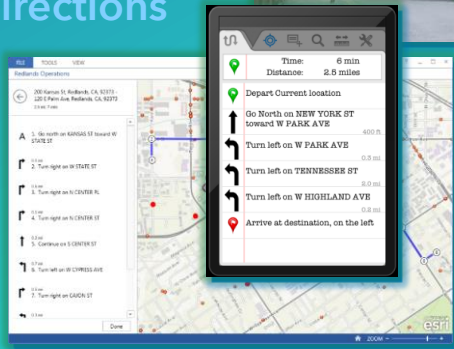 irections
FILE TOOLS VIEW
Redlands Operations
200 Kansas St, Redlands, CA, 92373 -
120 E Palm Ave, Redlands, CA, 92373
A 1. Go north on KANSAS ST toward W
STATE ST
2. Turn right on W STATE ST
3. Turn right on N CENTER PL
4. Turn right on N CENTER ST
5. Continue on S CENTER ST
6. Turn left on W CYPRESS AVE
7. Turn right on CAJON ST
Done
Time: 6 min
Distance: 2.5 miles
Depart Current location
Go North on NEW YORK ST
toward W PARK AVE
400 ft
Turn left on W PARK AVE
0.3 mi
Turn left on TENNESSEE ST
2.0 mi
Turn left on W HIGHLAND AVE
0.2 mi
Arrive at destination, on the left
esri
ZOOM